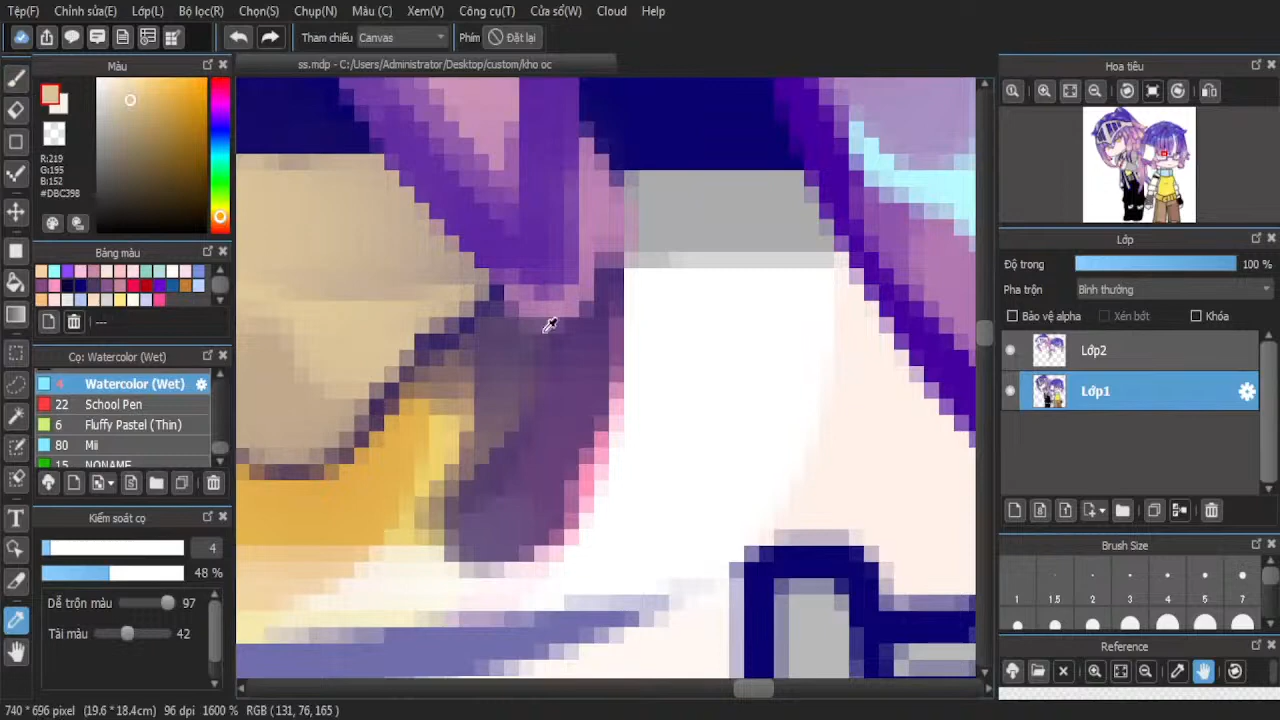 Tệp(F) Chỉnh sửa(E) Lớp(L) Bộ lọc(R) Chọn(S) Chụp(N) Màu (C) Xem(V) Công cụ(T) Cửa sổ(W) Cloud Help
Tham chiếu Canvas Phím Đặt lại
Màu
ss.mdp - C:/Users/Administrator/Desktop/custom/kho oc
Hoa tiêu
R:219
G:195
B:152
#DBC398
Bảng màu
---
Cọ: Watercolor (Wet)
4 Watercolor (Wet)
22 School Pen
6 Fluffy Pastel (Thin)
80 Mii
15 NONAME
Kiểm soát cọ
4
48 %
Dễ trộn màu 97
Tải màu 42
Lớp
Độ trong 100 %
Pha trộn Bình thường
Bảo vệ alpha Xén bớt Khóa
Lớp2
Lớp1
Brush Size
1 1.5 2 3 4 5 7
Reference
740 * 696 pixel (19.6 * 18.4cm) 96 dpi 1600 % RGB ( 131, 76, 165 )